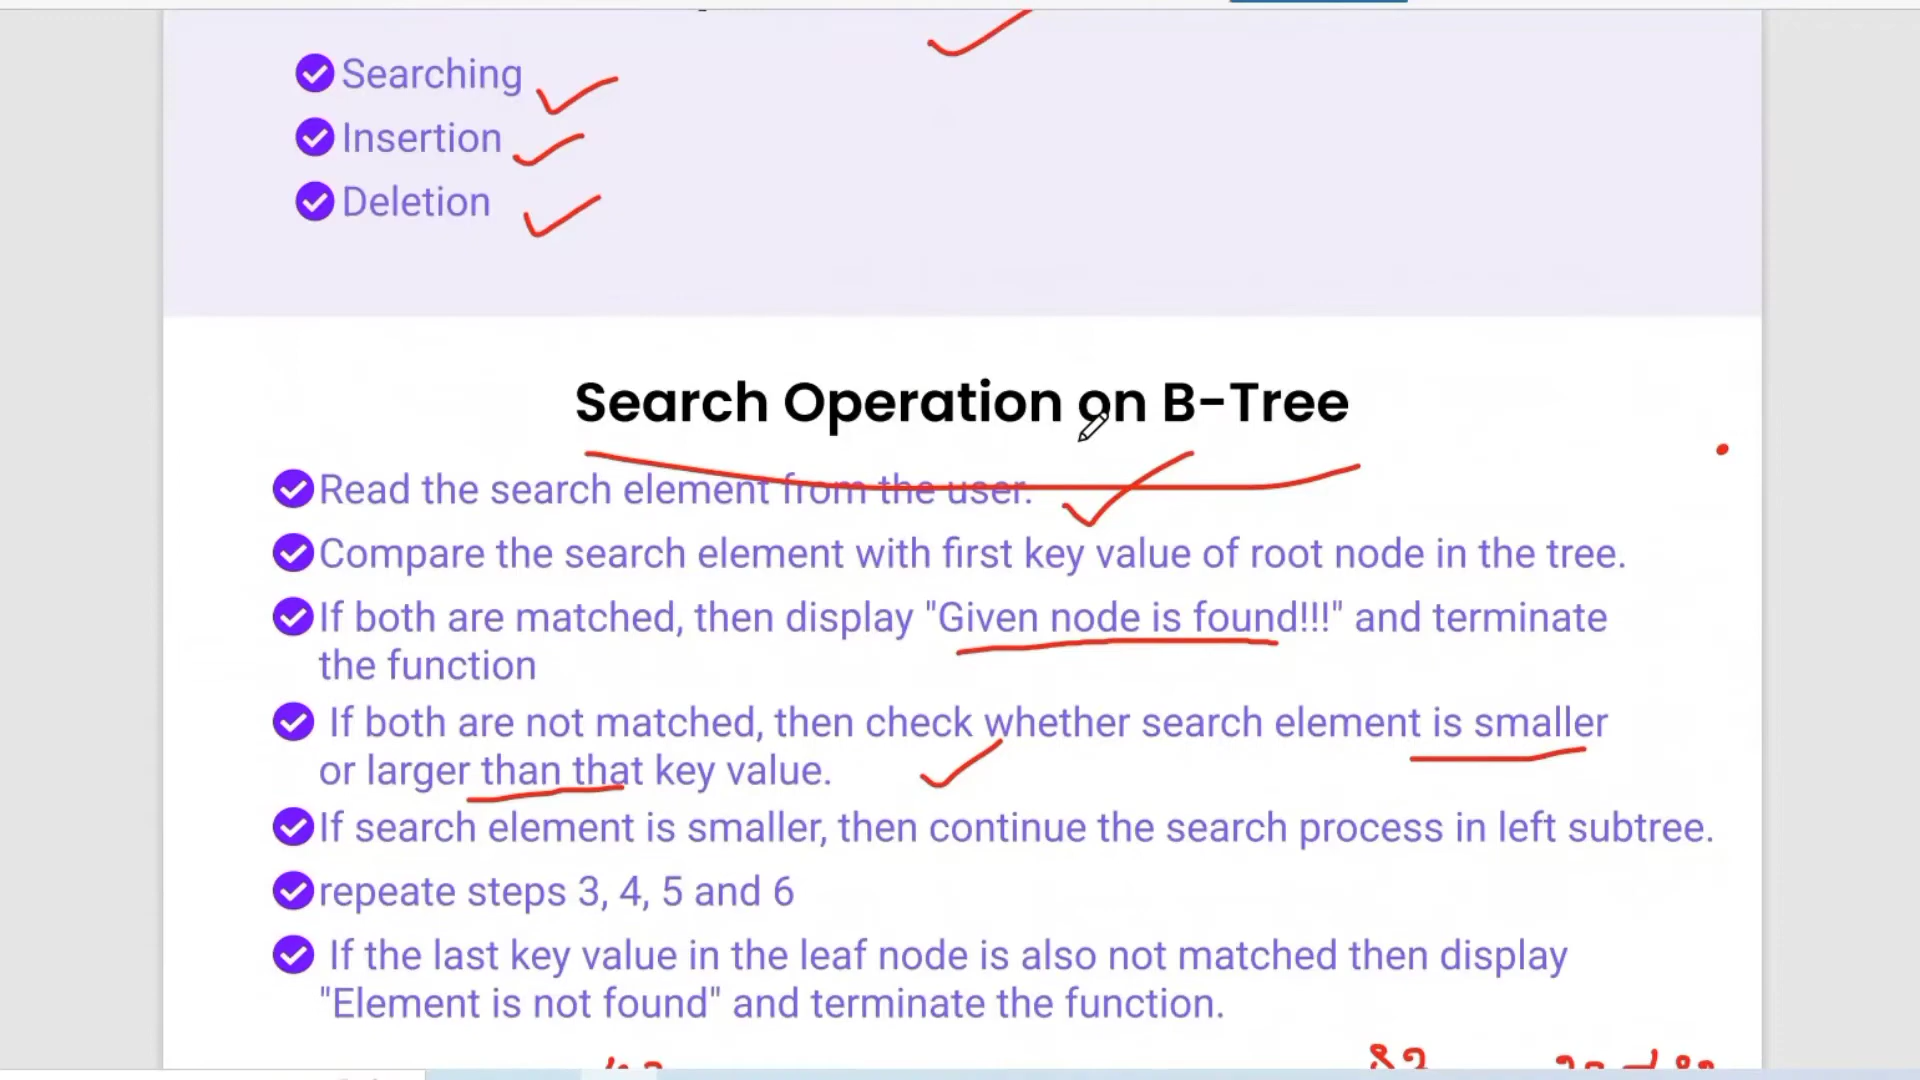 Searching
Insertion
Deletion
Search Operation on B-Tree
Read the search element from the user.
Compare the search element with first key value of root node in the tree.
If both are matched, then display "Given node is found!!!" and terminate
the function
If both are not matched, then check whether search element is smaller
or larger than that key value.
If search element is smaller, then continue the search process in left subtree.
repeate steps 3, 4, 5 and 6
If the last key value in the leaf node is also not matched then display
"Element is not found" and terminate the function.